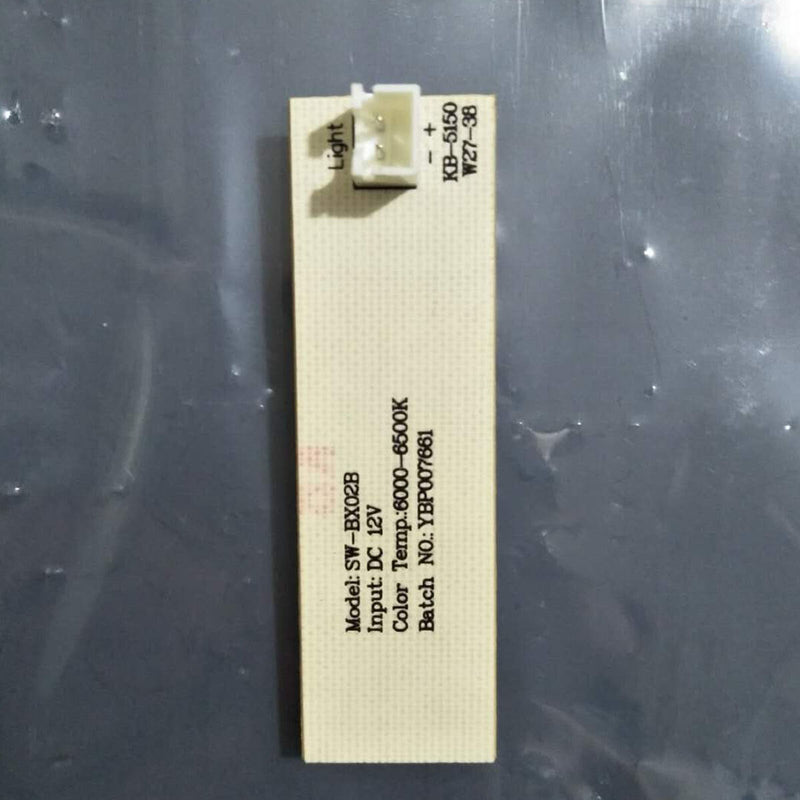 Light
- +
KB-5150
W27-38
Model: SW-BX02B
Input: DC 12V
Color Temp.:6000-6500K
Batch NO.: YBP007661